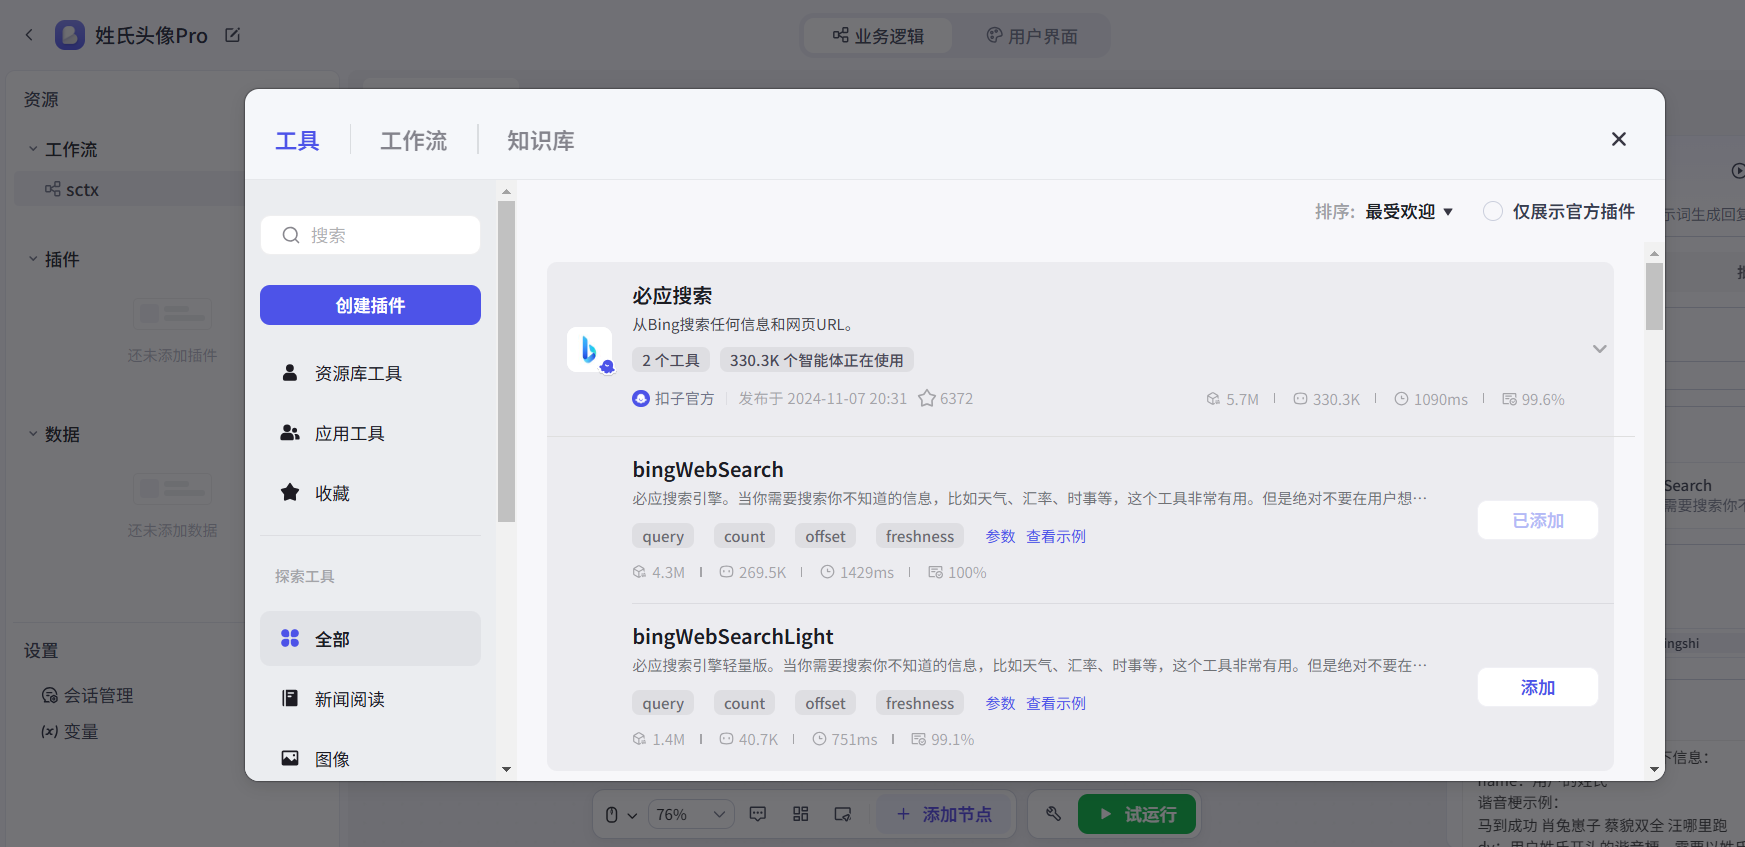 姓氏头像Pro
业务逻辑
用户界面
资源
工作流
sctx
插件
还未添加插件
数据
还未添加数据
设置
会话管理
变量
工具
工作流
知识库
搜索
创建插件
资源库工具
应用工具
收藏
探索工具
全部
新闻阅读
图像
排序: 最受欢迎
仅展示官方插件
必应搜索
从Bing搜索任何信息和网页URL。
2 个工具
330.3K 个智能体正在使用
扣子官方 发布于 2024-11-07 20:31 6372
5.7M 330.3K 1090ms 99.6%
bingWebSearch
必应搜索引擎。当你需要搜索你不知道的信息，比如天气、汇率、时事等，这个工具非常有用。但是绝对不要在用户想···
query count offset freshness 参数 查看示例
4.3M 269.5K 1429ms 100%
已添加
bingWebSearchLight
必应搜索引擎轻量版。当你需要搜索你不知道的信息，比如天气、汇率、时事等，这个工具非常有用。但是绝对不要在···
query count offset freshness 参数 查看示例
1.4M 40.7K 751ms 99.1%
添加
示词生成回复
Search
需要搜索你不
ingshi
下信息：
name：用户的姓氏
谐音梗示例：
马到成功 肖兔崽子 蔡貌双全 汪哪里跑
76%
添加节点
试运行